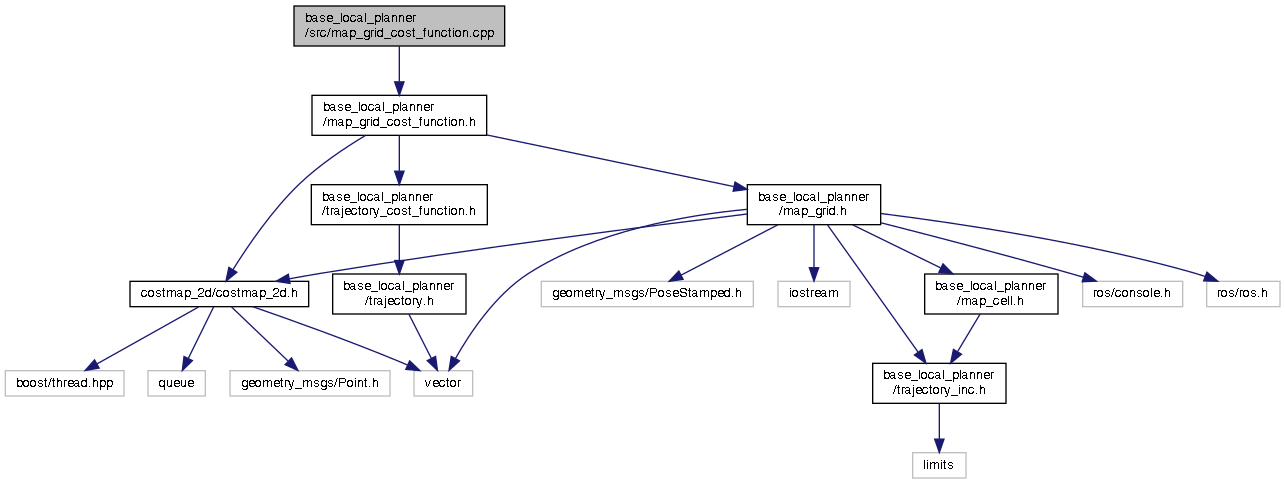 base_local_planner
/src/map_grid_cost_function.cpp
base_local_planner
/map_grid_cost_function.h
base_local_planner
/trajectory_cost_function.h
base_local_planner
/map_grid.h
costmap_2d/costmap_2d.h
base_local_planner
/trajectory.h
geometry_msgs/PoseStamped.h
iostream
base_local_planner
/map_cell.h
ros/console.h
ros/ros.h
boost/thread.hpp
queue
geometry_msgs/Point.h
vector
base_local_planner
/trajectory_inc.h
limits